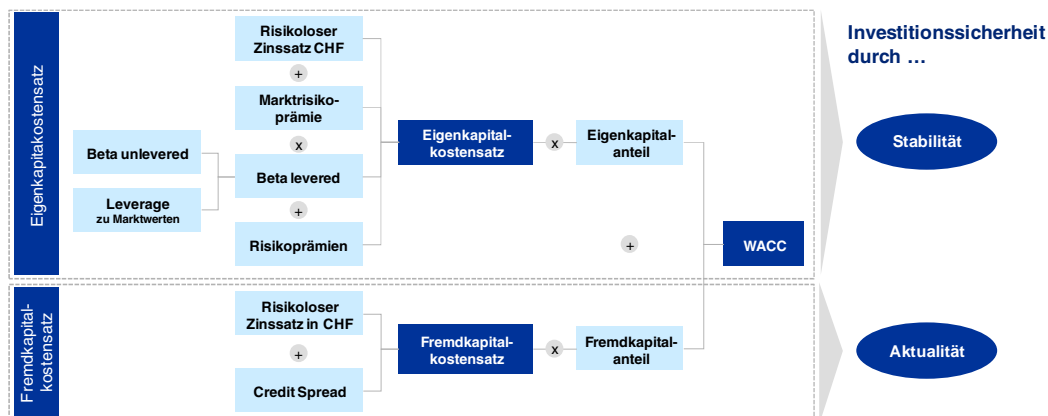 Eigenkapitakostensatz
Risikoloser
Zinssatz CHF
+
Marktrisiko-
prämie
x
Beta unlevered
Beta levered
Leverage
zu Marktwerten
+
Risikoprämien
Eigenkapital-
kostensatz
x
Eigenkapital-
anteil
+
WACC
Investitionssicherheit
durch ...
Stabilität
Fremdkapital-
kostensatz
Risikoloser
Zinssatz in CHF
+
Credit Spread
Fremdkapital-
kostensatz
x
Fremdkapital-
anteil
Aktualität